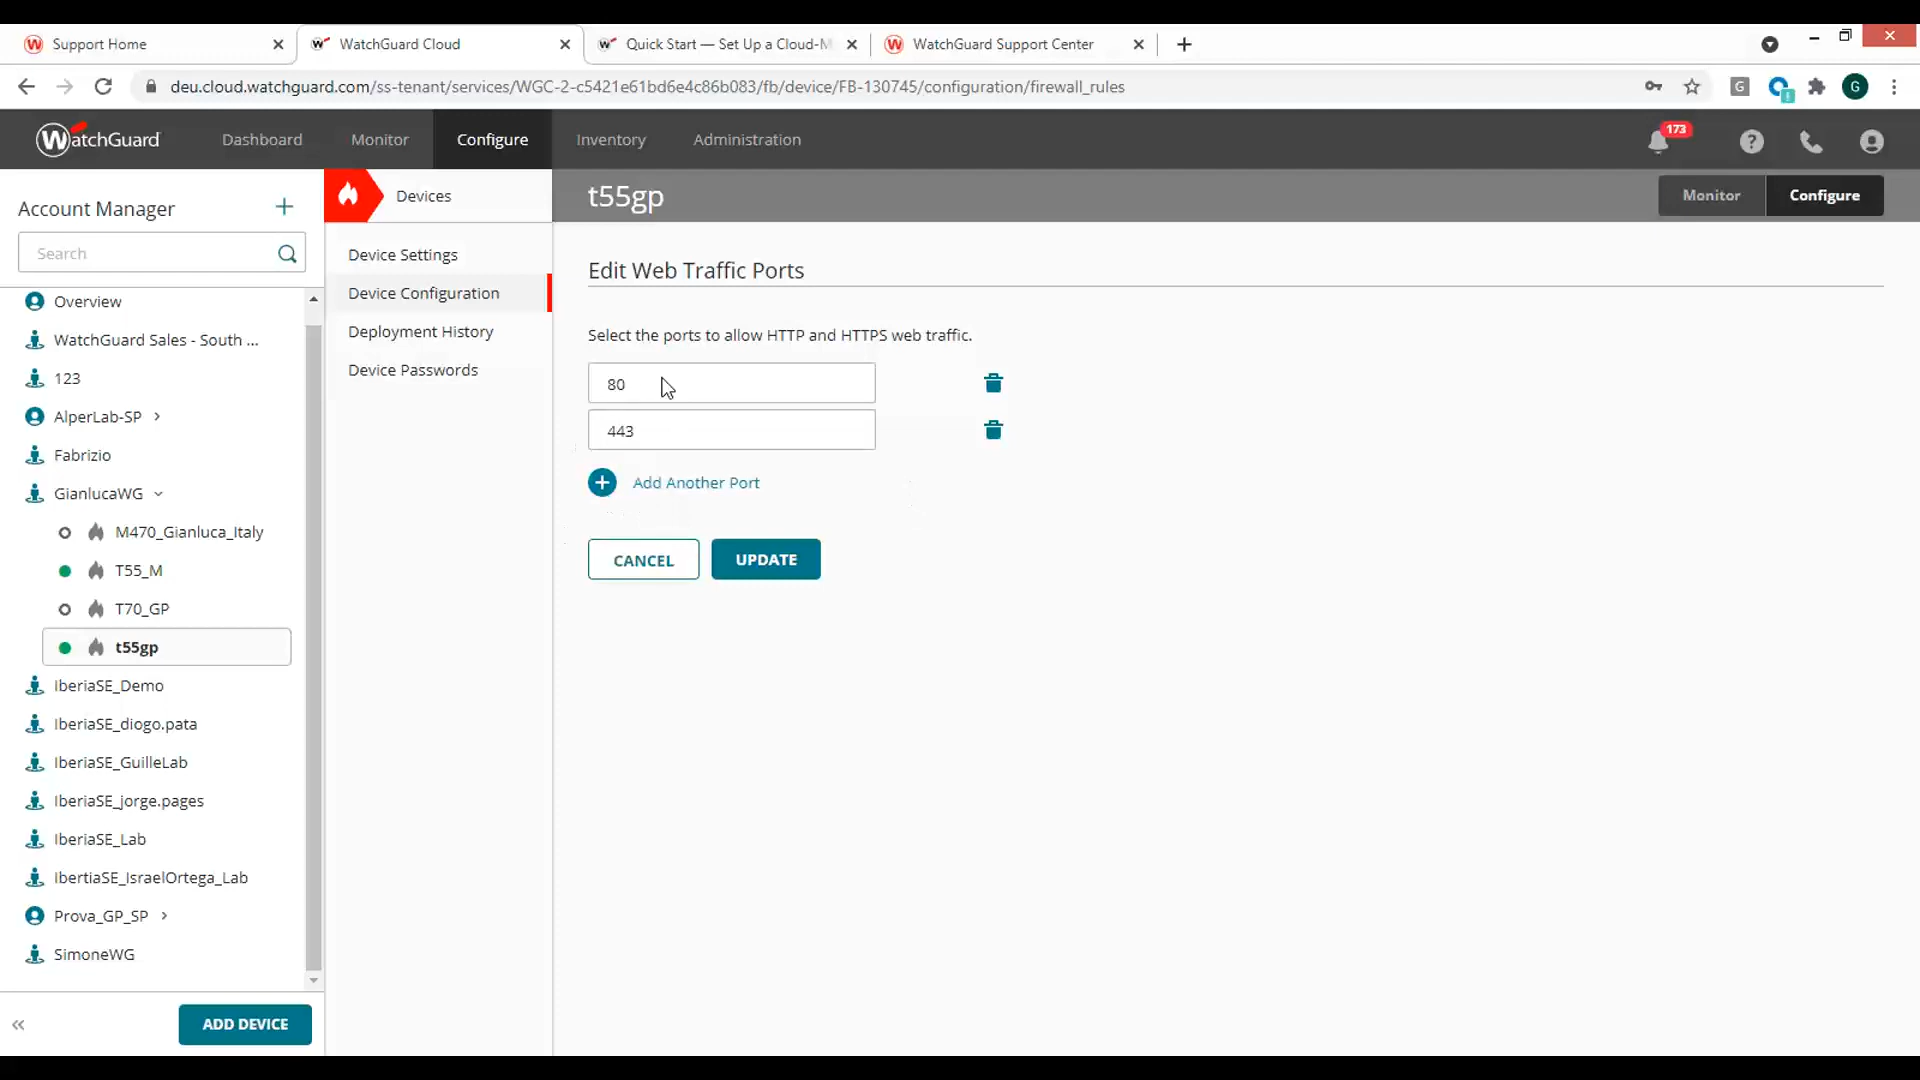 Support Home
WatchGuard Cloud
Quick Start — Set Up a Cloud-M
WatchGuard Support Center
deu.cloud.watchguard.com/ss-tenant/services/WGC-2-c5421e61bd6e4c86b083/fb/device/FB-130745/configuration/firewall_rules
G
G
WatchGuard
Dashboard
Monitor
Configure
Inventory
Administration
173
Account Manager
Devices
t55gp
Monitor
Configure
Search
Device Settings
Device Configuration
Deployment History
Device Passwords
Edit Web Traffic Ports
Select the ports to allow HTTP and HTTPS web traffic.
80
443
Add Another Port
CANCEL
UPDATE
Overview
WatchGuard Sales - South ...
123
AlperLab-SP
Fabrizio
GianlucaWG
M470_Gianluca_Italy
T55_M
T70_GP
t55gp
IberiaSE_Demo
IberiaSE_diogo.pata
IberiaSE_GuilleLab
IberiaSE_jorge.pages
IberiaSE_Lab
IbertiaSE_IsraelOrtega_Lab
Prova_GP_SP
SimoneWG
ADD DEVICE